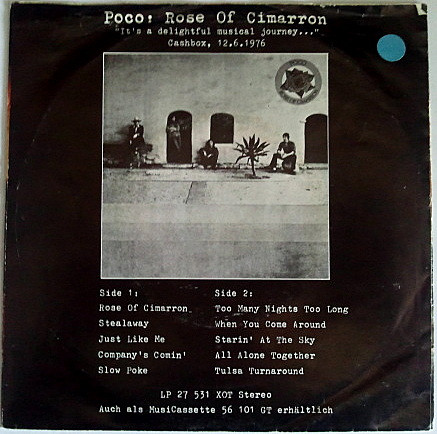 Poco: Rose Of Cimarron
"It's a delightful musical journey..."
Cashbox, 12.6.1976
Side 1:
Rose Of Cimarron
Stealaway
Just Like Me
Company's Comin'
Slow Poke
Side 2:
Too Many Nights Too Long
When You Come Around
Starin' At The Sky
All Alone Together
Tulsa Turnaround
LP 27 531 XOT Stereo
Auch als MusiCassette 56 101 GT erhältlich